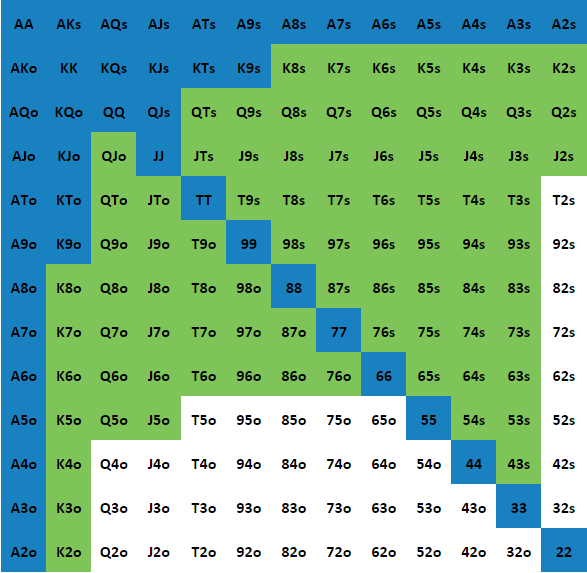 AA AKs AQs AJs ATs A9s A8s A7s A6s A5s A4s A3s A2s
AKo KK KQs KJs KTs K9s K8s K7s K6s K5s K4s K3s K2s
AQo KQo QQ QJs QTs Q9s Q8s Q7s Q6s Q5s Q4s Q3s Q2s
AJo KJo QJo JJ JTs J9s J8s J7s J6s J5s J4s J3s J2s
ATo KTo QTo JTo TT T9s T8s T7s T6s T5s T4s T3s T2s
A9o K9o Q9o J9o T9o 99 98s 97s 96s 95s 94s 93s 92s
A8o K8o Q8o J8o T8o 98o 88 87s 86s 85s 84s 83s 82s
A7o K7o Q7o J7o T7o 97o 87o 77 76s 75s 74s 73s 72s
A6o K6o Q6o J6o T6o 96o 86o 76o 66 65s 64s 63s 62s
A5o K5o Q5o J5o T5o 95o 85o 75o 65o 55 54s 53s 52s
A4o K4o Q4o J4o T4o 94o 84o 74o 64o 54o 44 43s 42s
A3o K3o Q3o J3o T3o 93o 83o 73o 63o 53o 43o 33 32s
A2o K2o Q2o J2o T2o 92o 82o 72o 62o 52o 42o 32o 22